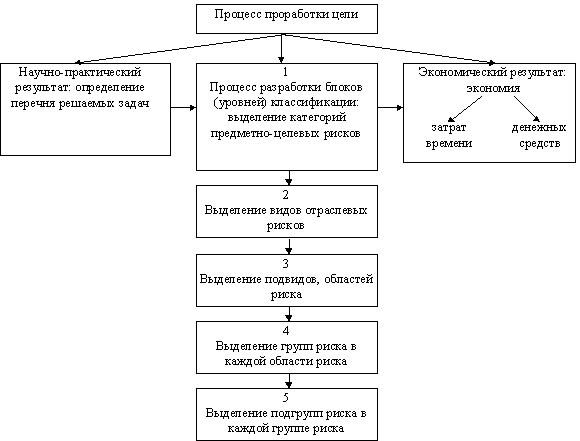 Процесс проработки цели
Научно-практический
результат: определение
перечня решаемых задач
1
Процесс разработки блоков
(уровней) классификации:
выделение категорий
предметно-целевых рисков
Экономический результат:
экономия
затрат
времени
денежных
средств
2
Выделение видов отраслевых
рисков
3
Выделение подвидов, областей
риска
4
Выделение групп риска в
каждой области риска
5
Выделение подгрупп риска в
каждой группе риска